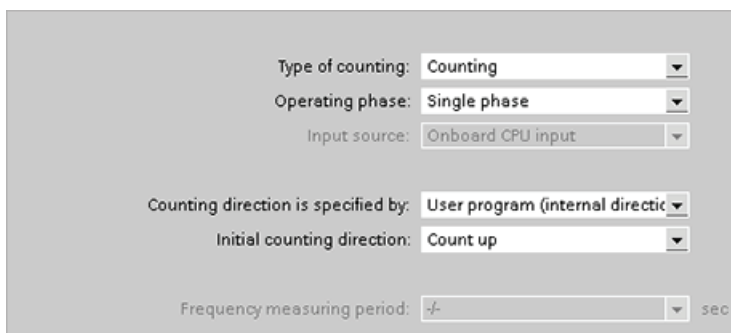 Type of counting: Counting
Operating phase: Single phase
Input source: Onboard CPU input
Counting direction is specified by: User program (internal directic
Initial counting direction: Count up
Frequency measuring period: -/- sec